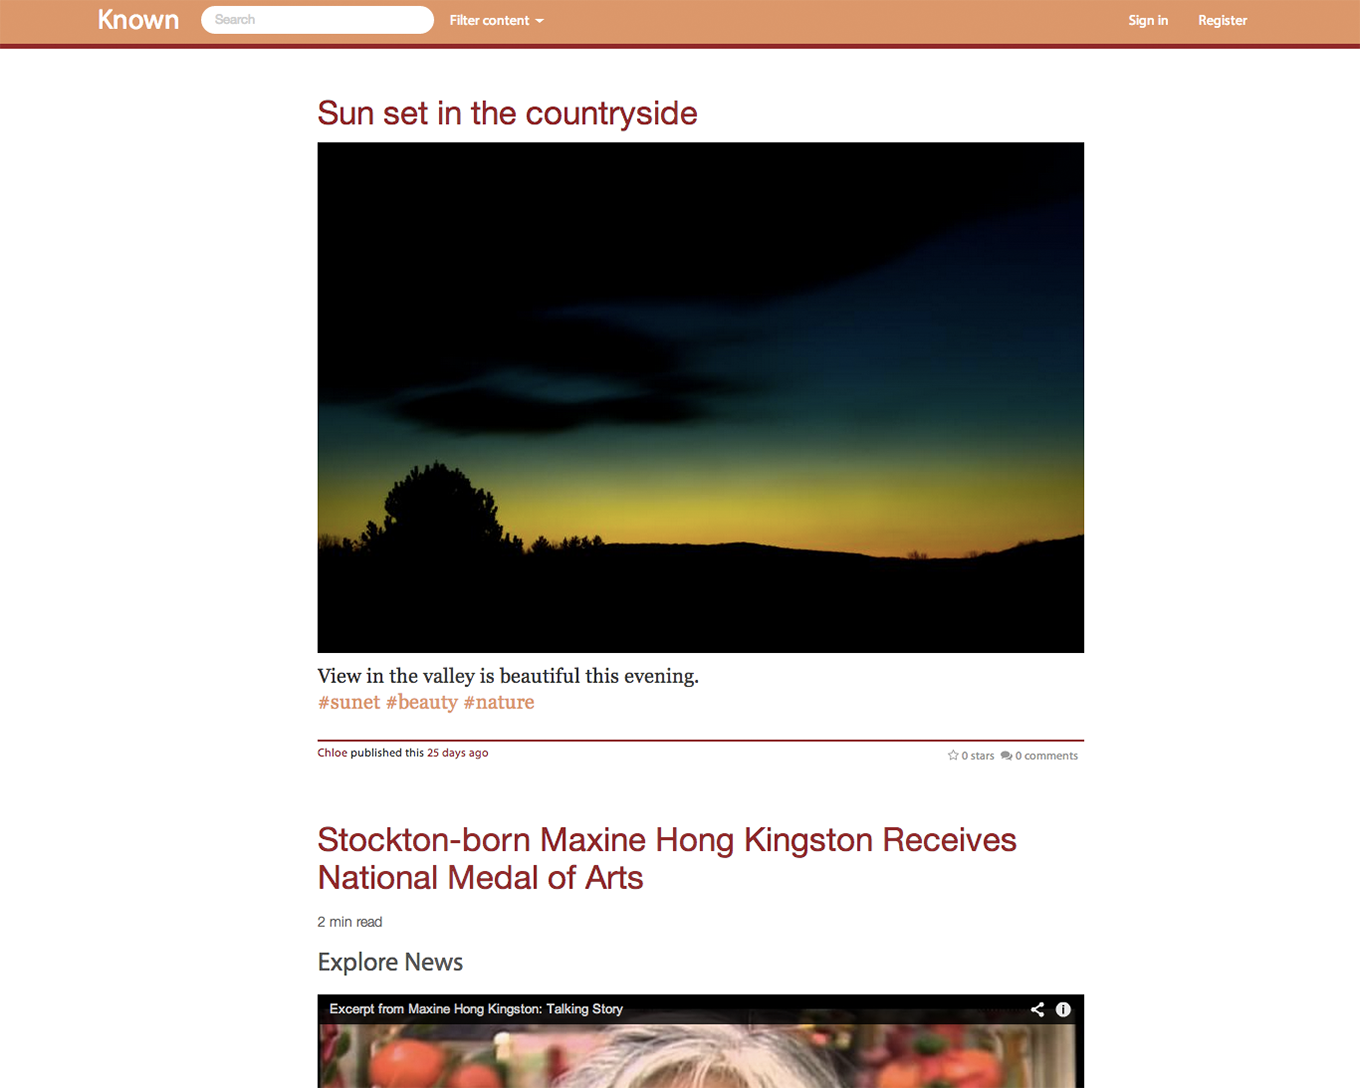 Known
Search
Filter content
Sign in
Register
Sun set in the countryside
View in the valley is beautiful this evening.
#sunet #beauty #nature
Chloe published this 25 days ago
0 stars
0 comments
Stockton-born Maxine Hong Kingston Receives
National Medal of Arts
2 min read
Explore News
Excerpt from Maxine Hong Kingston: Talking Story